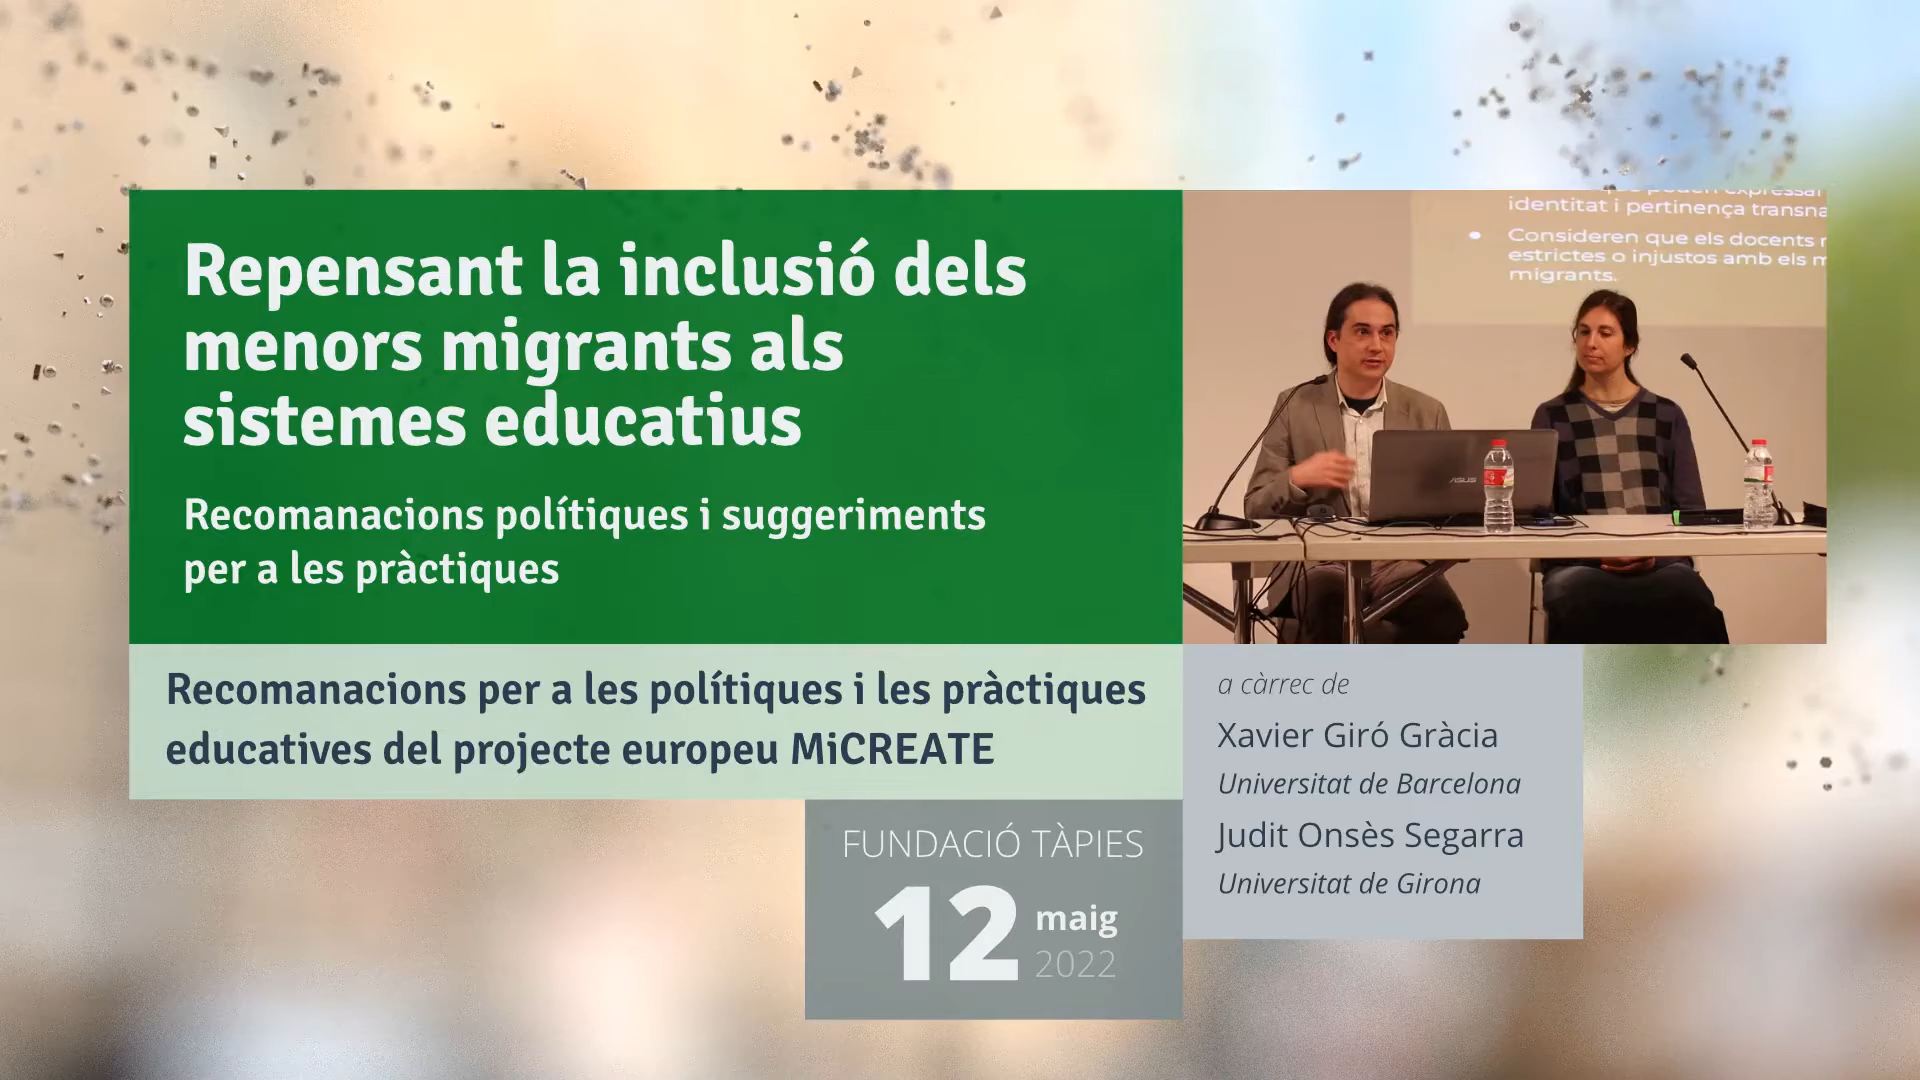 Repensant la inclusió dels
menors migrants als
sistemes educatius
Recomanacions polítiques i suggeriments
per a les pràctiques
identitat i pertinença
Consideren que els docents
estrictes o injustos amb els
migrants.
ASUS
Recomanacions per a les polítiques i les pràctiques
educatives del projecte europeu MiCREATE
a càrrec de
Xavier Giró Gràcia
Universitat de Barcelona
Judit Onsès Segarra
Universitat de Girona
FUNDACIÓ TÀPIES
12 maig
2022